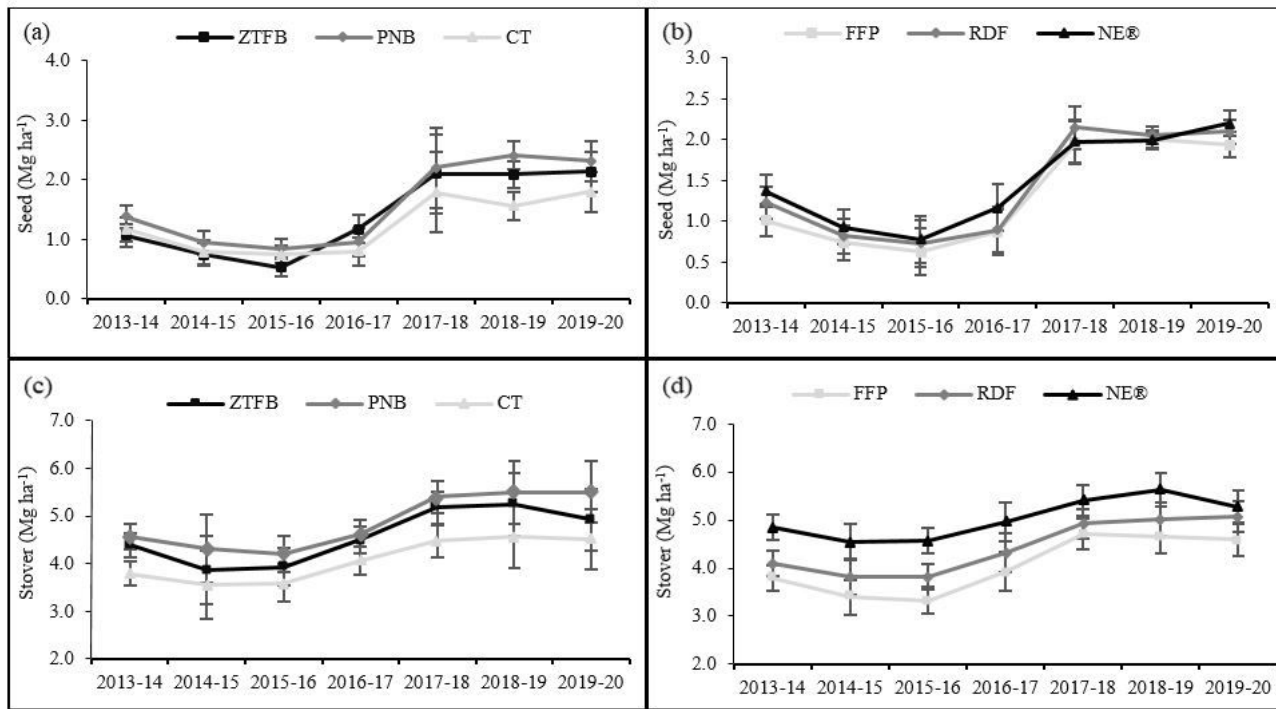 (a)
ZTFB PNB CT
Seed (Mg ha-1)
4.0
3.0
2.0
1.0
0.0
2013-14 2014-15 2015-16 2016-17 2017-18 2018-19 2019-20
(b)
FFP RDF NE®
Seed (Mg ha-1)
3.0
2.5
2.0
1.5
1.0
0.5
0.0
2013-14 2014-15 2015-16 2016-17 2017-18 2018-19 2019-20
(c)
ZTFB PNB CT
Stover (Mg ha-1)
7.0
6.0
5.0
4.0
3.0
2.0
2013-14 2014-15 2015-16 2016-17 2017-18 2018-19 2019-20
(d)
FFP RDF NE®
Stover (Mg ha-1)
7.0
6.0
5.0
4.0
3.0
2.0
2013-14 2014-15 2015-16 2016-17 2017-18 2018-19 2019-20